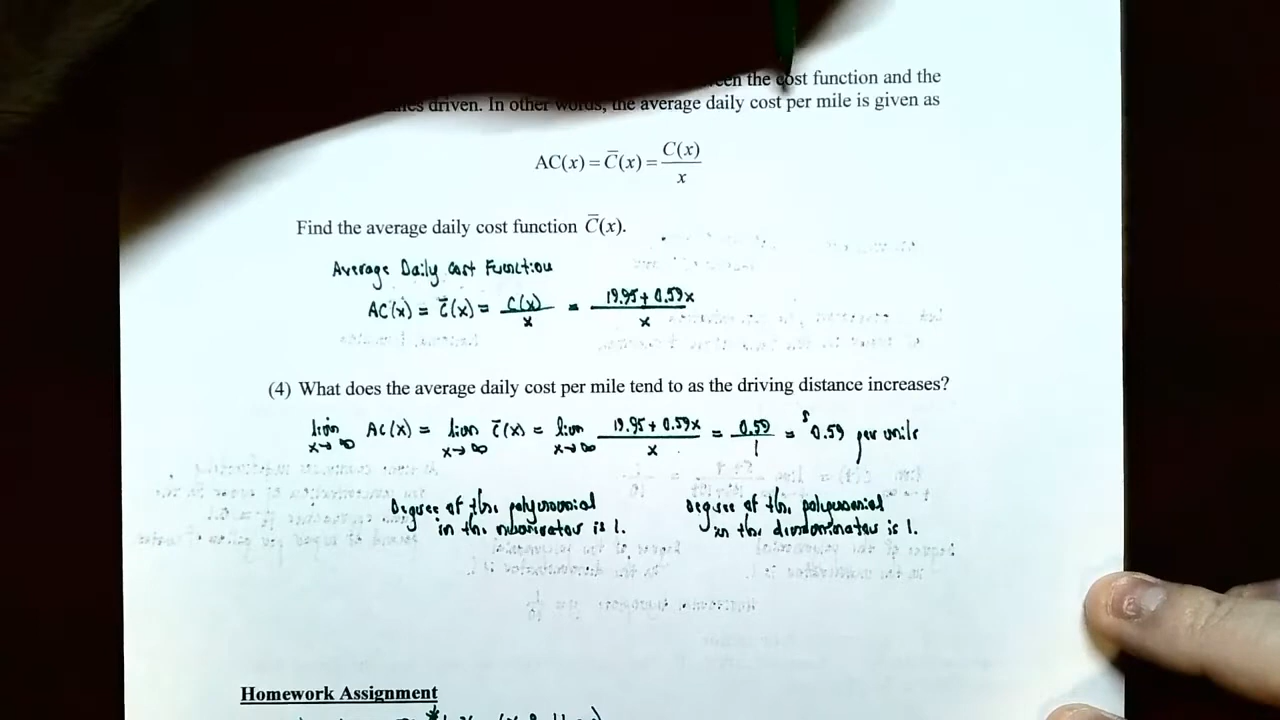 the cost function and the
driven. In other words, the average daily cost per mile is given as
AC(x) = C̄(x) = C(x)/x
Find the average daily cost function C̄(x).
Average Daily Cost Function
AC(x) = C̄(x) = C(x)/x = (19.95 + 0.59x)/x
(4) What does the average daily cost per mile tend to as the driving distance increases?
lim x→∞ AC(x) = lim x→∞ C̄(x) = lim x→∞ (19.95 + 0.59x)/x = 0.59/1 = $0.59 per mile
Degree of the polynomial Degree of the polynomial
in the numerator is 1. in the denominator is 1.
Homework Assignment